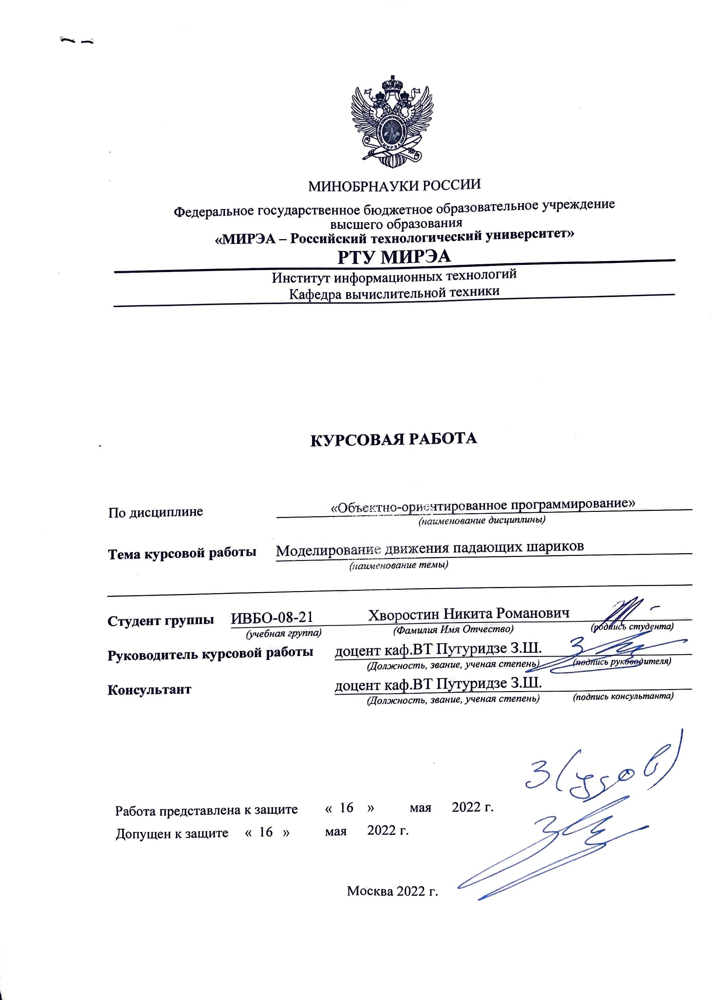 МИНОБРНАУКИ РОССИИ
Федеральное государственное бюджетное образовательное учреждение
высшего образования
«МИРЭА – Российский технологический университет»
РТУ МИРЭА
Институт информационных технологий
Кафедра вычислительной техники
КУРСОВАЯ РАБОТА
По дисциплине «Объектно-ориентированное программирование»
(наименование дисциплины)
Тема курсовой работы Моделирование движения падающих шариков
(наименование темы)
Студент группы ИВБО-08-21 Хворостин Никита Романович
(учебная группа) (Фамилия Имя Отчество) (подпись студента)
Руководитель курсовой работы доцент каф.ВТ Путуридзе З.Ш.
(Должность, звание, ученая степень) (подпись руководителя)
Консультант доцент каф.ВТ Путуридзе З.Ш.
(Должность, звание, ученая степень) (подпись консультанта)
3 (удов)
Работа представлена к защите « 16 » мая 2022 г.
Допущен к защите « 16 » мая 2022 г.
Москва 2022 г.